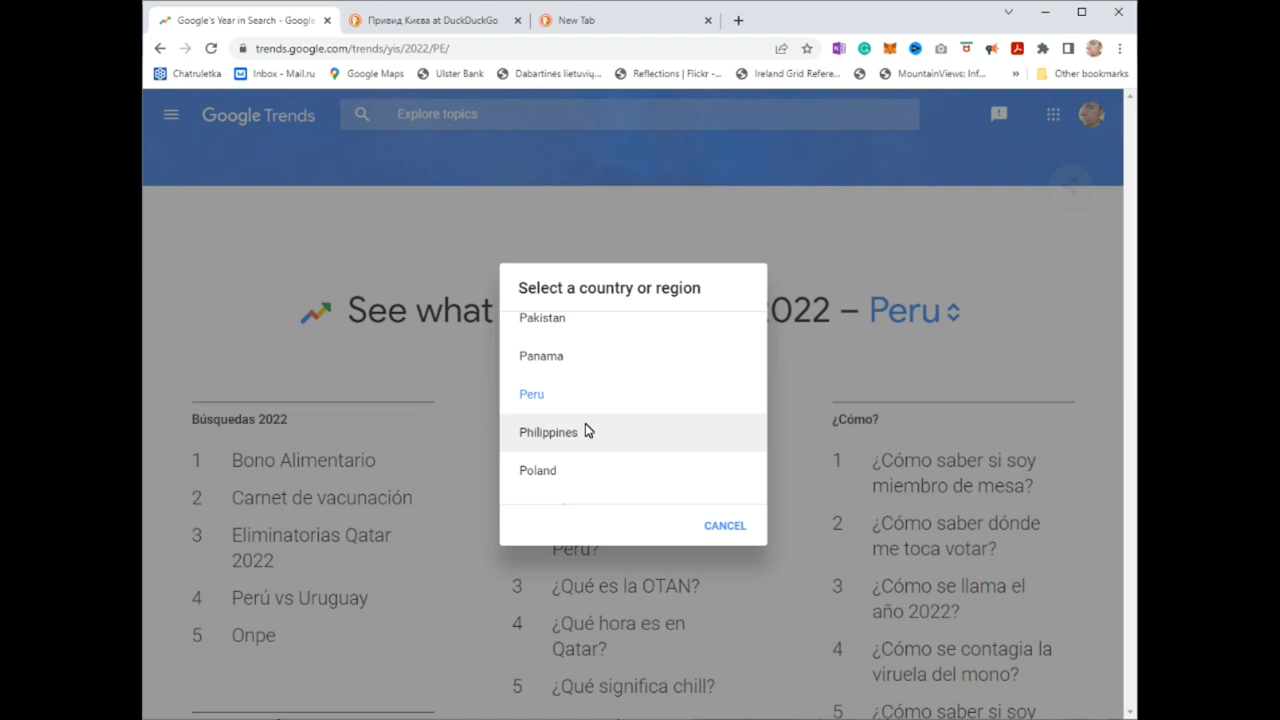 Google's Year in Search - Google
Привид Києва at DuckDuckGo
New Tab
trends.google.com/trends/yis/2022/PE/
Chatruletka
Inbox - Mail.ru
Google Maps
Ulster Bank
Dabartinės lietuvių...
Reflections | Flickr -...
Ireland Grid Refere...
MountainViews: Inf...
»
Other bookmarks
Google Trends
Explore topics
See what
2022 – Peru
Select a country or region
Pakistan
Panama
Peru
Philippines
Poland
CANCEL
Búsquedas 2022
1 Bono Alimentario
2 Carnet de vacunación
3 Eliminatorias Qatar
2022
4 Perú vs Uruguay
5 Onpe
Perú?
3 ¿Qué es la OTAN?
4 ¿Qué hora es en
Qatar?
5 ¿Qué significa chill?
¿Cómo?
1 ¿Cómo saber si soy
miembro de mesa?
2 ¿Cómo saber dónde
me toca votar?
3 ¿Cómo se llama el
año 2022?
4 ¿Cómo se contagia la
viruela del mono?
5 ¿Cómo saber si soy